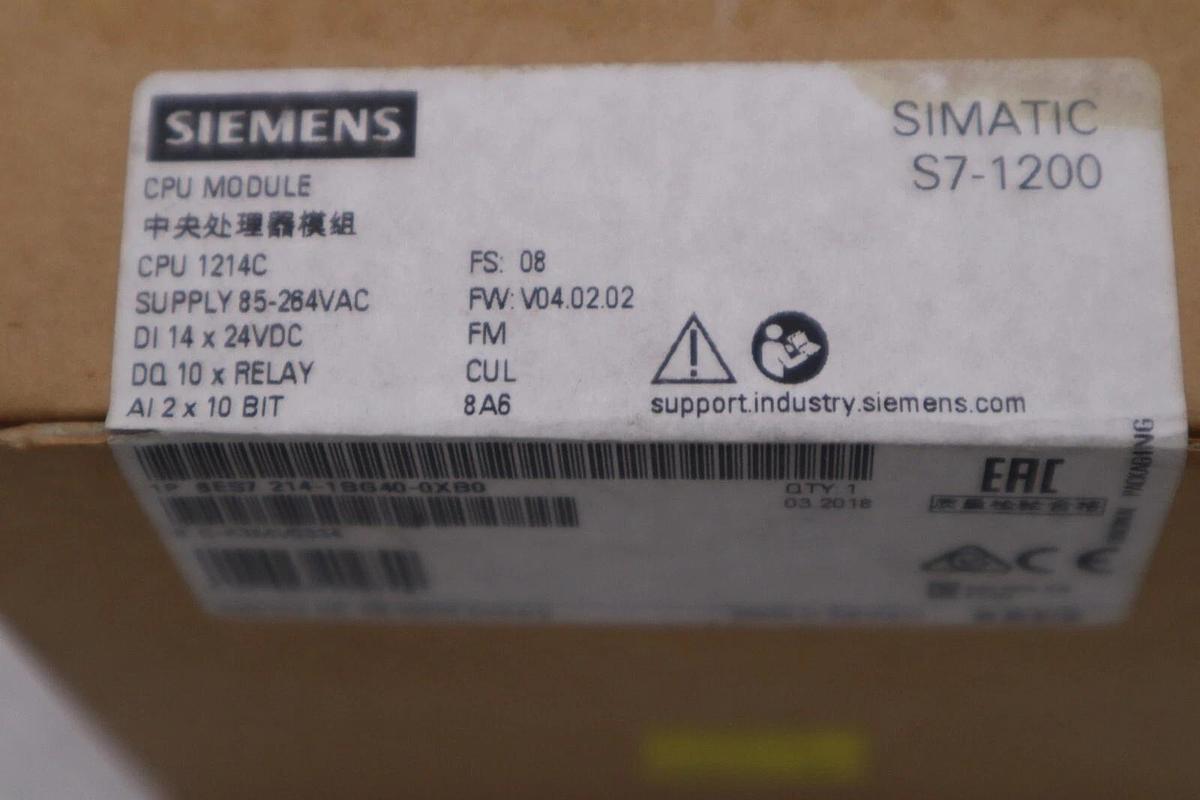 SIEMENS
SIMATIC
S7-1200
CPU MODULE
中央处理器模组
CPU 1214C
FS: 08
SUPPLY 85-264VAC
FW: V04.02.02
DI 14 x 24VDC
FM
DQ 10 x RELAY
CUL
AI 2 x 10 BIT
8A6
support.industry.siemens.com
1P 6ES7 214-1BG40-0XB0
QTY. 1
03.2018
EAC
PACKAGING
CE